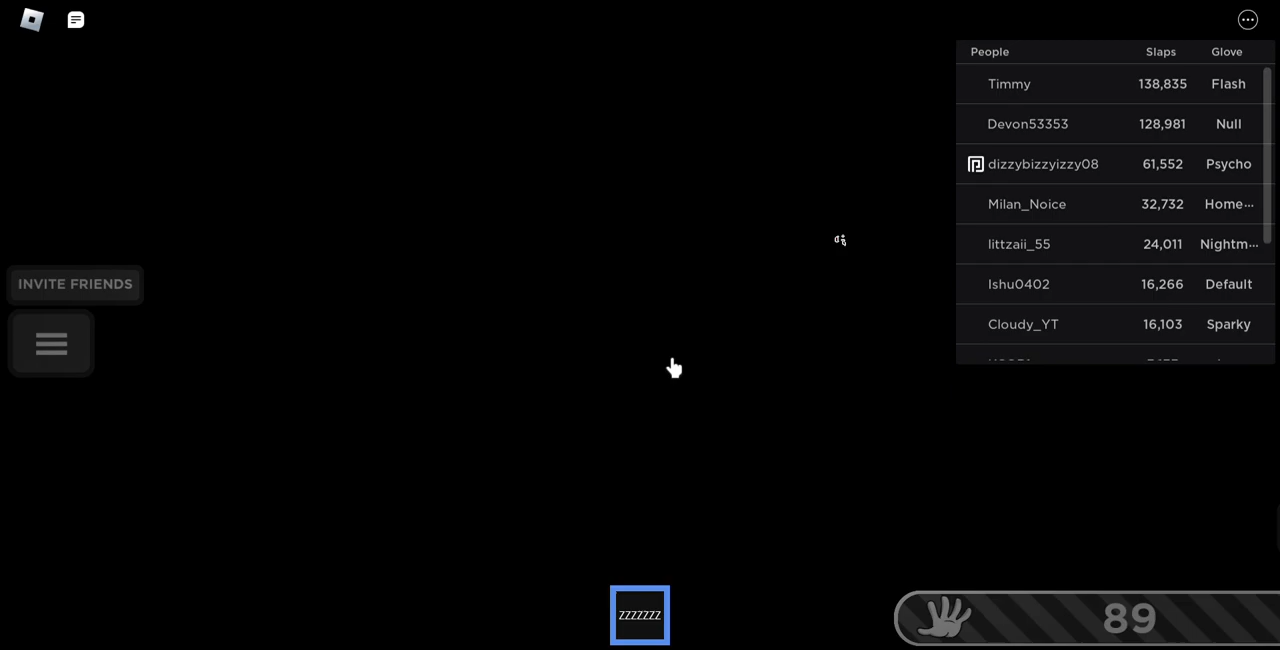 People Slaps Glove
Timmy 138,835 Flash
Devon53353 128,981 Null
dizzybizzyizzy08 61,552 Psycho
Milan_Noice 32,732 Home...
24,011 Nightm...
Ishu0402 16,266 Default
Cloudy_YT 16,103 Sparky
INVITE FRIENDS
ZZZZZZZ
89